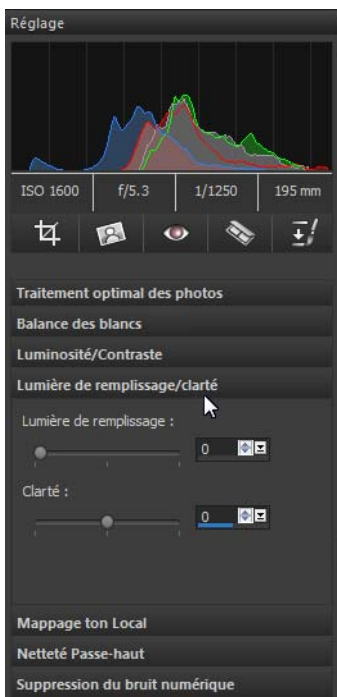 Réglage
ISO 1600 f/5.3 1/1250 195 mm
Traitement optimal des photos
Balance des blancs
Luminosité/Contraste
Lumière de remplissage/clarté
Lumière de remplissage :
0
Clarté :
0
Mappage ton Local
Netteté Passe-haut
Suppression du bruit numérique